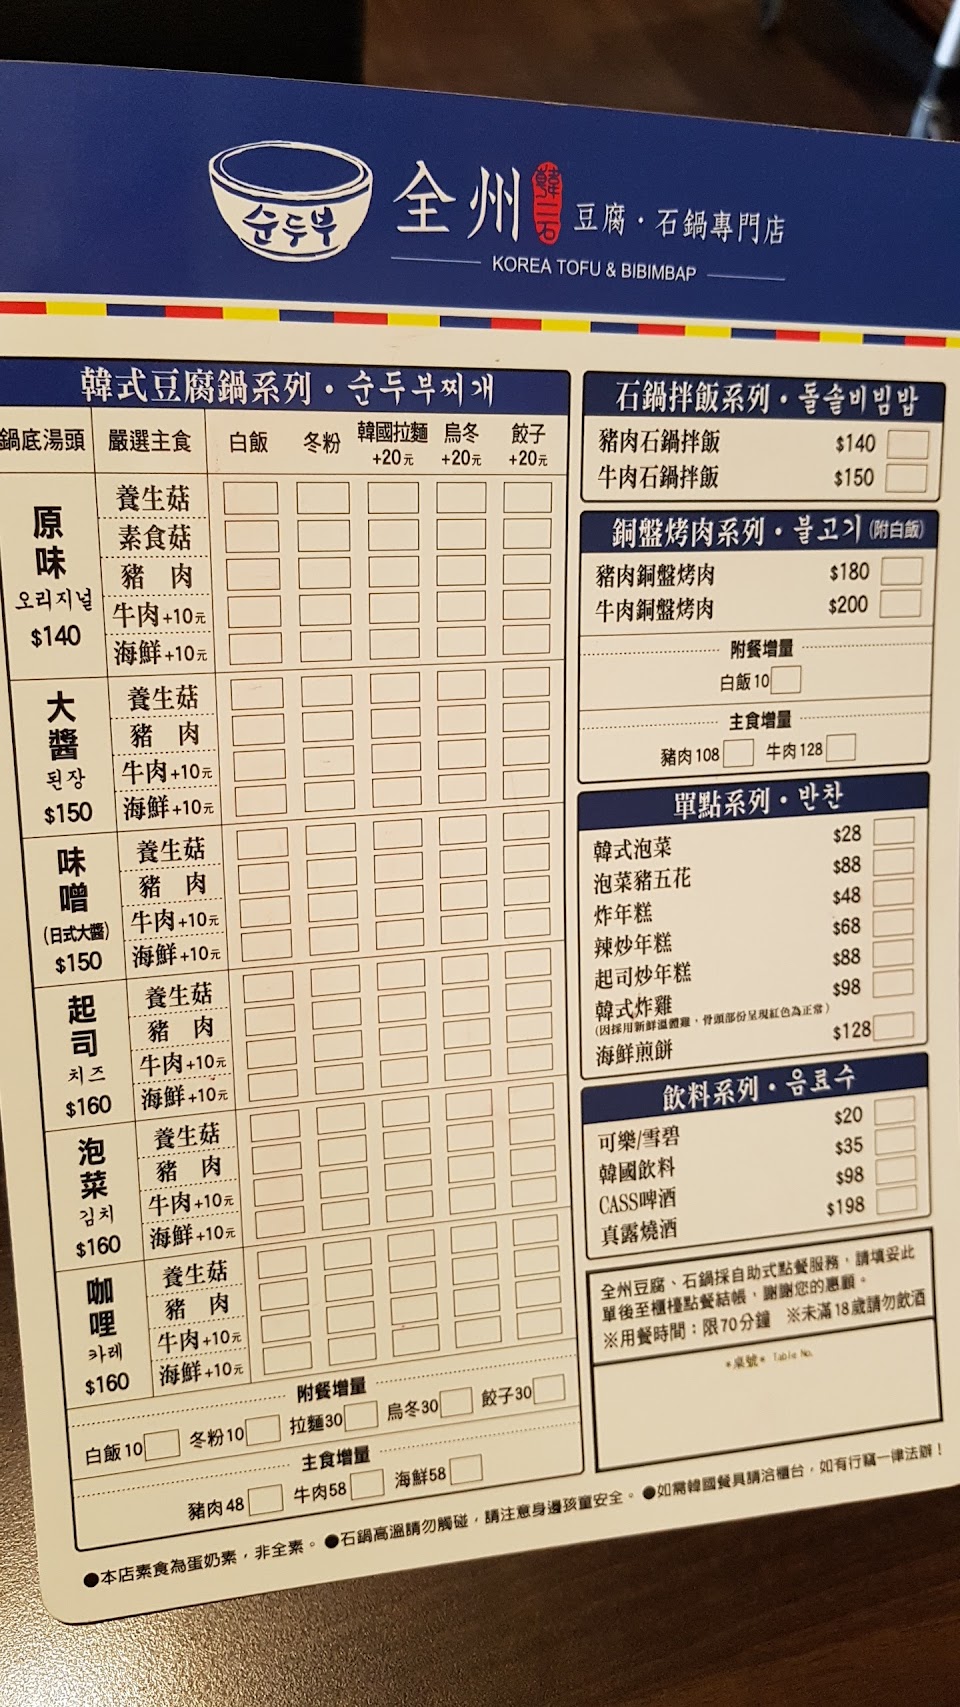 순두부
全州 韓一石 豆腐・石鍋專門店
KOREA TOFU & BIBIMBAP
韓式豆腐鍋系列・순두부찌개
鍋底湯頭 嚴選主食 白飯 冬粉 韓國拉麵+20元 烏冬+20元 餃子+20元
原味
오리지널
$140
養生菇
素食菇
豬 肉
牛肉+10元
海鮮+10元
大醬
된장
$150
養生菇
豬 肉
牛肉+10元
海鮮+10元
味噌
(日式大醬)
$150
養生菇
豬 肉
牛肉+10元
海鮮+10元
起司
치즈
$160
養生菇
豬 肉
牛肉+10元
海鮮+10元
泡菜
김치
$160
養生菇
豬 肉
牛肉+10元
海鮮+10元
咖哩
카레
$160
養生菇
豬 肉
牛肉+10元
海鮮+10元
附餐增量
白飯10 冬粉10 拉麵30 烏冬30 餃子30
主食增量
豬肉48 牛肉58 海鮮58
石鍋拌飯系列・돌솥비빔밥
豬肉石鍋拌飯 $140
牛肉石鍋拌飯 $150
銅盤烤肉系列・불고기(附白飯)
豬肉銅盤烤肉 $180
牛肉銅盤烤肉 $200
附餐增量
白飯10
主食增量
豬肉108 牛肉128
單點系列・반찬
韓式泡菜 $28
泡菜豬五花 $88
炸年糕 $48
辣炒年糕 $68
起司炒年糕 $88
韓式炸雞 $98
(因採用新鮮溫體雞，骨頭部份呈現紅色為正常)
海鮮煎餅 $128
飲料系列・음료수
可樂/雪碧 $20
韓國飲料 $35
CASS啤酒 $98
真露燒酒 $198
全州豆腐、石鍋採自助式點餐服務，請填妥此
單後至櫃檯點餐結帳，謝謝您的惠顧。
※用餐時間：限70分鐘 ※未滿18歲請勿飲酒
*桌號* Table No.
●本店素食為蛋奶素，非全素。●石鍋高溫請勿觸碰，請注意身邊孩童安全。●如需韓國餐具請洽櫃台，如有行竊一律法辦！